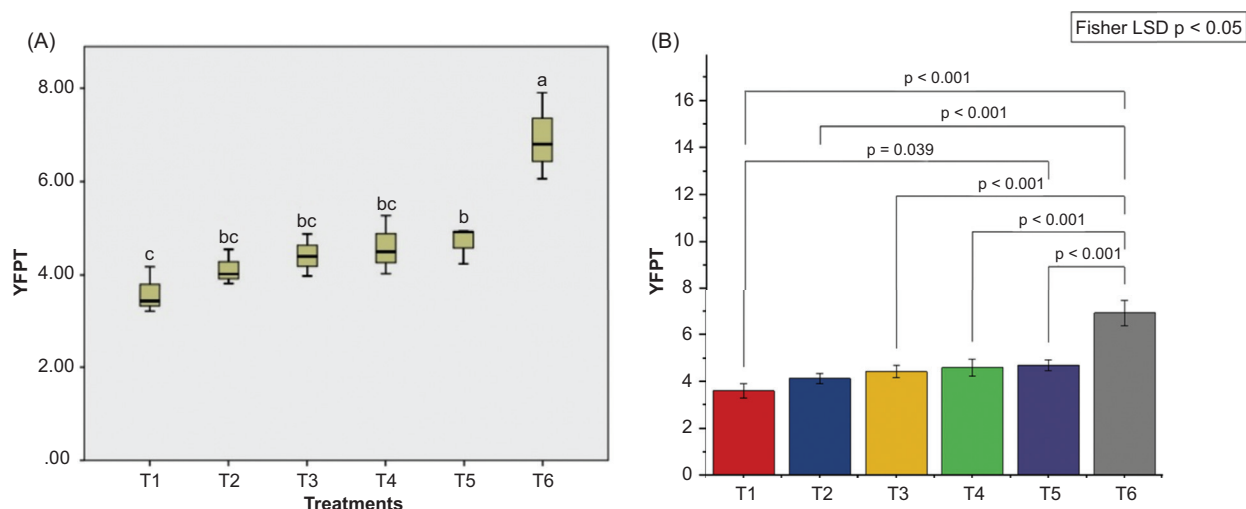 (A)
YFPT
8.00
6.00
4.00
2.00
.00
c
bc
bc
bc
b
a
T1 T2 T3 T4 T5 T6
Treatments
(B)
Fisher LSD p < 0.05
YFPT
16
14
12
10
8
6
4
2
0
p < 0.001
p < 0.001
p = 0.039
p < 0.001
p < 0.001
p < 0.001
T1 T2 T3 T4 T5 T6